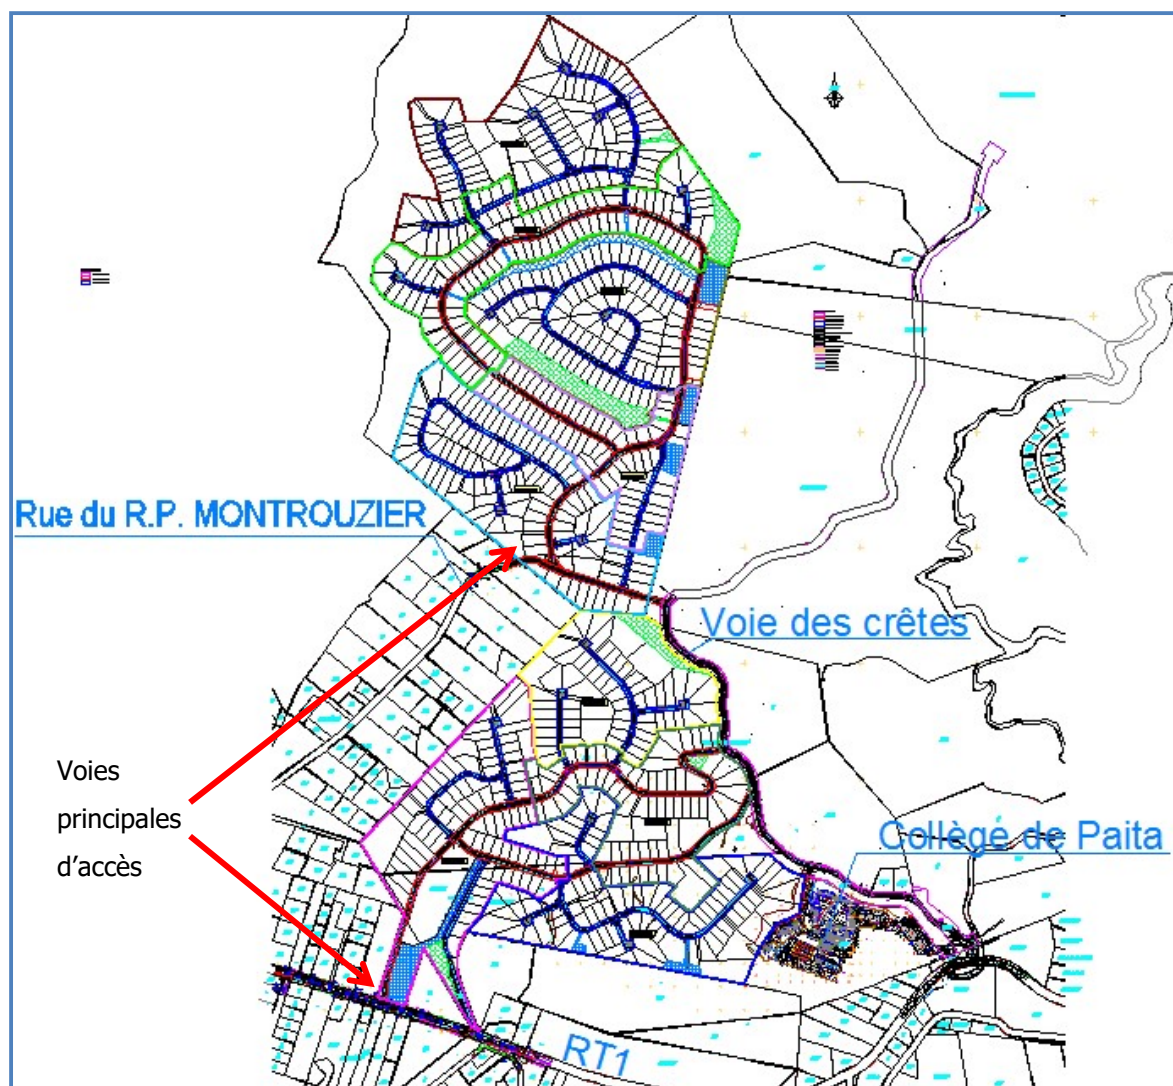 Rue du R.P. MONTROUZIER
Voie des crêtes
Voies
principales
d’accès
Collège de Paita
RT1